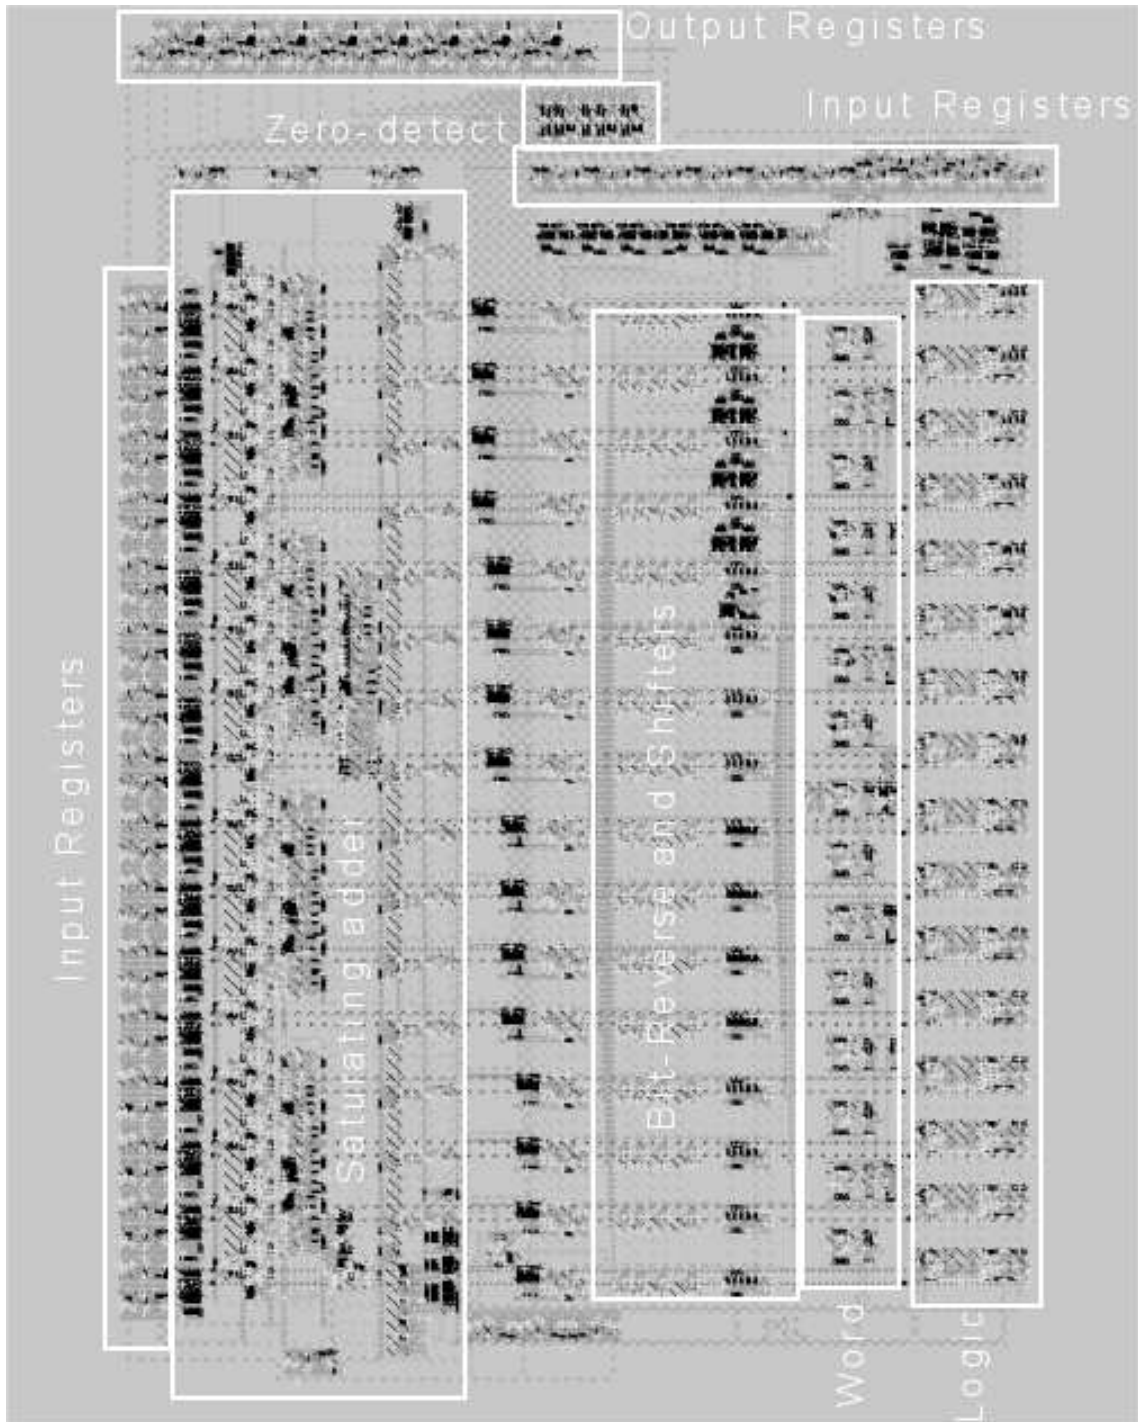 Output Registers
Input Registers
Zero-detect
Input Registers
Saturating adder
Bit-Reverse and Shifters
Word
Logic